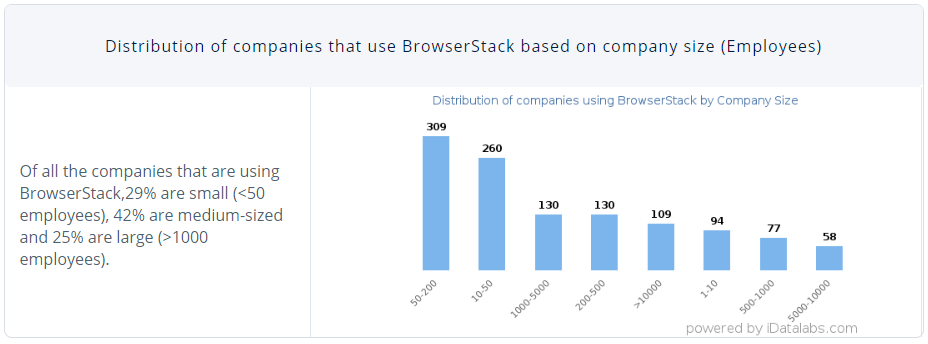 Distribution of companies that use BrowserStack based on company size (Employees)
Of all the companies that are using
BrowserStack,29% are small (<50
employees), 42% are medium-sized
and 25% are large (>1000
employees).
Distribution of companies using BrowserStack by Company Size
309
260
130
130
109
94
77
58
50-200
10-50
1000-5000
200-500
>10000
1-10
500-1000
5000-10000
powered by iDatalabs.com